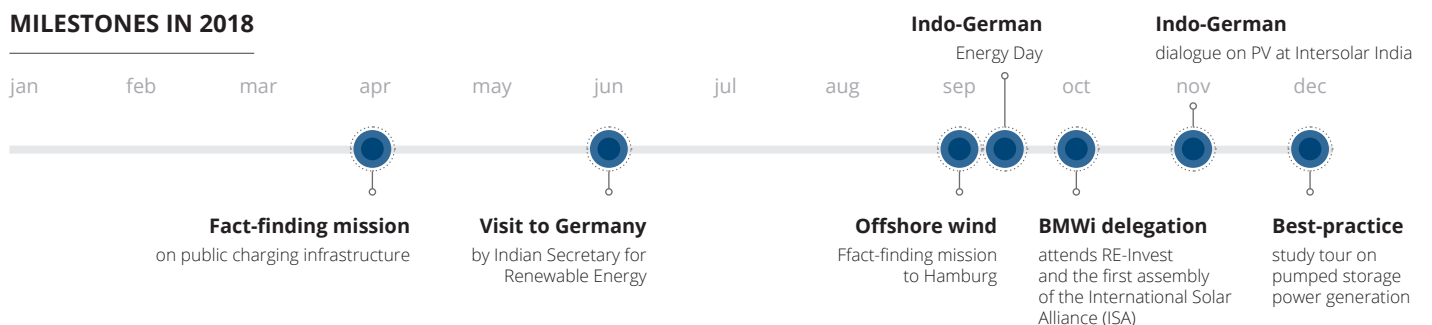 MILESTONES IN 2018
Indo-German
Energy Day
Indo-German
dialogue on PV at Intersolar India
jan feb mar apr may jun jul aug sep oct nov dec
Fact-finding mission
on public charging infrastructure
Visit to Germany
by Indian Secretary for
Renewable Energy
Offshore wind
Ffact-finding mission
to Hamburg
BMWi delegation
attends RE-Invest
and the first assembly
of the International Solar
Alliance (ISA)
Best-practice
study tour on
pumped storage
power generation